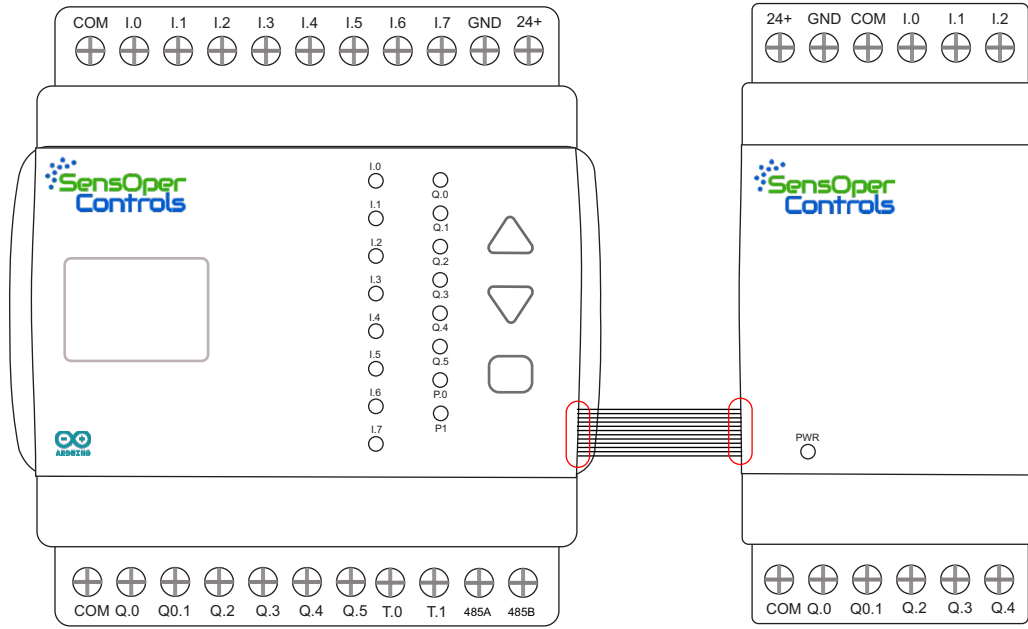 COM I.0 I.1 I.2 I.3 I.4 I.5 I.6 I.7 GND 24+
SensOper
Controls
I.0
I.1
I.2
I.3
I.4
I.5
I.6
I.7
Q.0
Q.1
Q.2
Q.3
Q.4
Q.5
P.0
P1
ARDUINO
COM Q.0 Q0.1 Q.2 Q.3 Q.4 Q.5 T.0 T.1 485A 485B
24+ GND COM I.0 I.1 I.2
SensOper
Controls
PWR
COM Q.0 Q0.1 Q.2 Q.3 Q.4